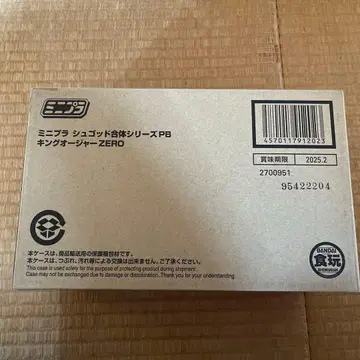 ミニプラ
ミニプラ シュゴッド合体シリーズPB
キングオージャーZERO
4570117912023
賞味期限 2025.2
2700951
95422204
本ケースは、商品輸送用の保護梱包材です。
本ケースは、つぶれ、汚れ等による交換は出来ません。ご了承ください。
This case is used solely for the purpose of protecting product during shipment.
This case may not be exchanged due to damage or discoloration. Thank you for your understanding.
BANDAI
食玩